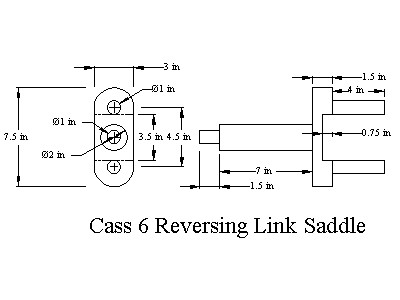 3 in
1.5 in
Ø1 in
4 in
Ø1 in
7.5 in
3.5 in
4.5 in
0.75 in
Ø2 in
7 in
1.5 in
Cass 6 Reversing Link Saddle